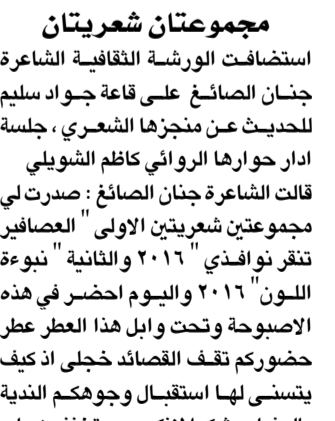 مجموعتان شعريتان
استضافت الورشة الثقافية الشاعرة
جنان الصائغ على قاعة جواد سليم
للحديث عن منجزها الشعري ، جلسة
ادار حوارها الروائي كاظم الشويلي
قالت الشاعرة جنان الصائغ : صدرت لي
مجموعتين شعريتين الاولى " العصافير
تنقر نوافذي " ٢٠١٦ والثانية " نبوءة
اللون" ٢٠١٦ واليوم احضر في هذه
الاصبوحة وتحت وابل هذا العطر عطر
حضوركم تقف القصائد خجلى اذ كيف
يتسنى لها استقبال وجوهكم الندية